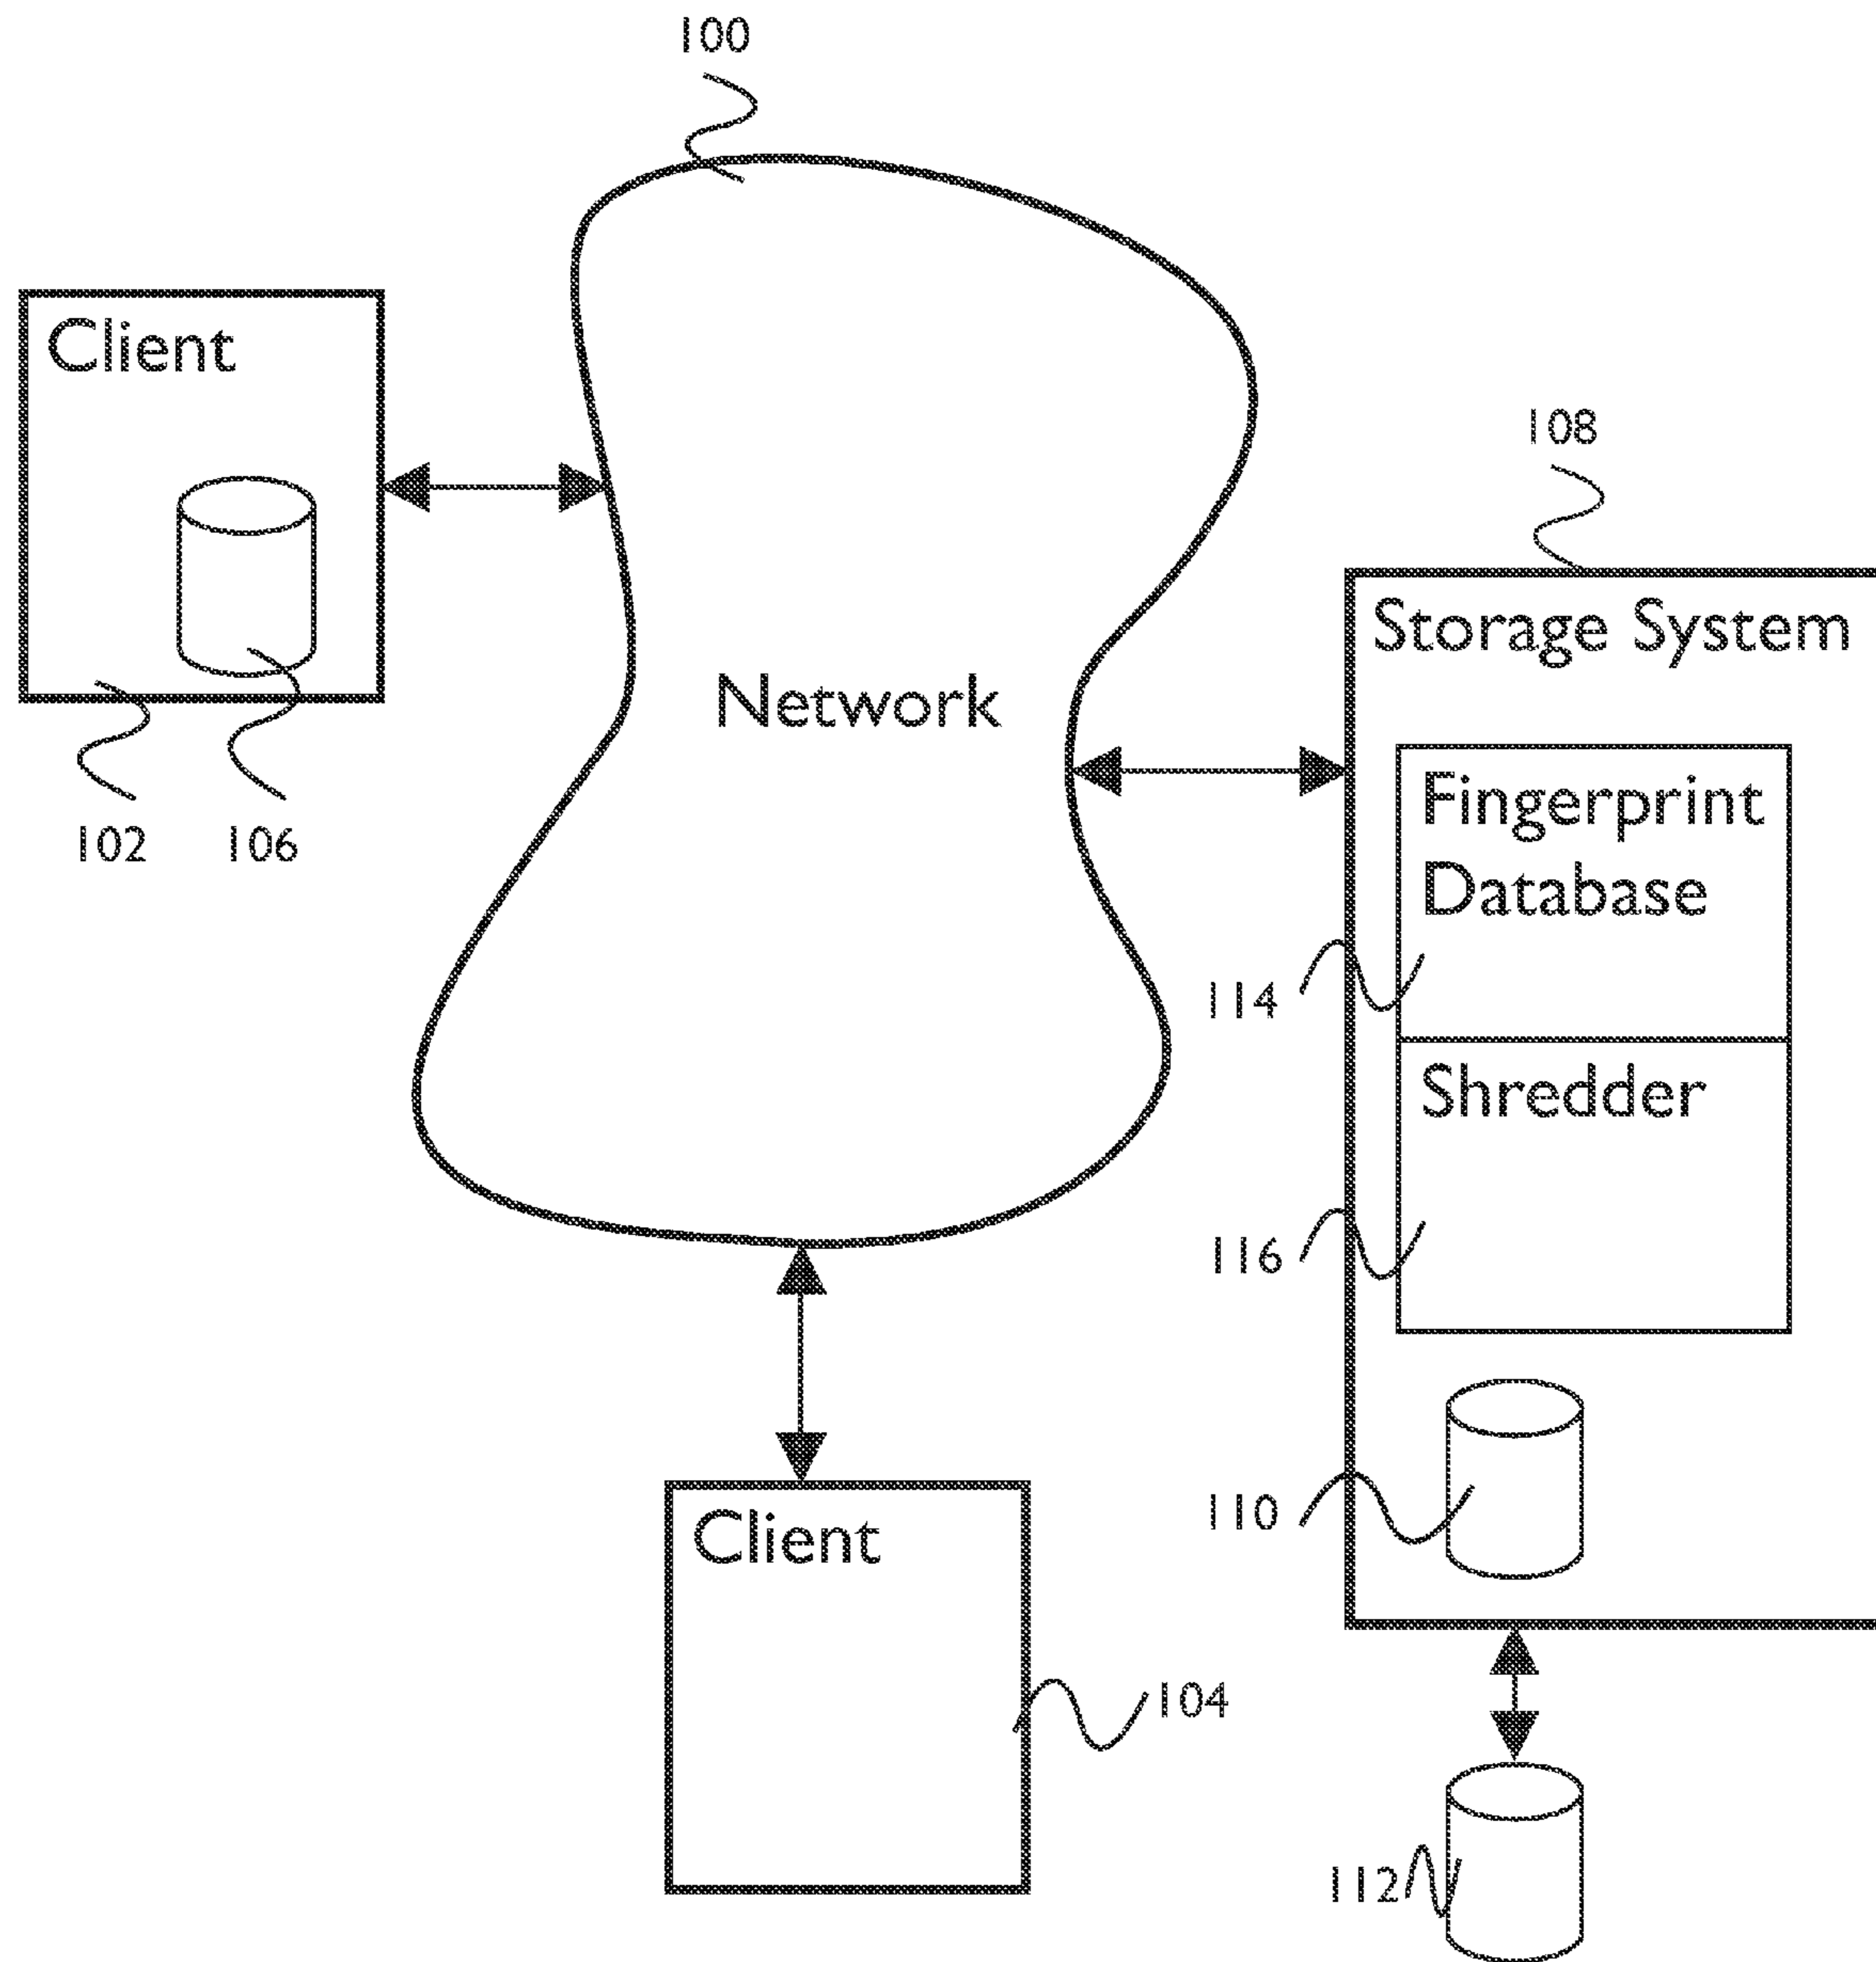 100
Client
108
Storage System
Network
Fingerprint
Database
102
106
114
Shredder
116
110
Client
104
112